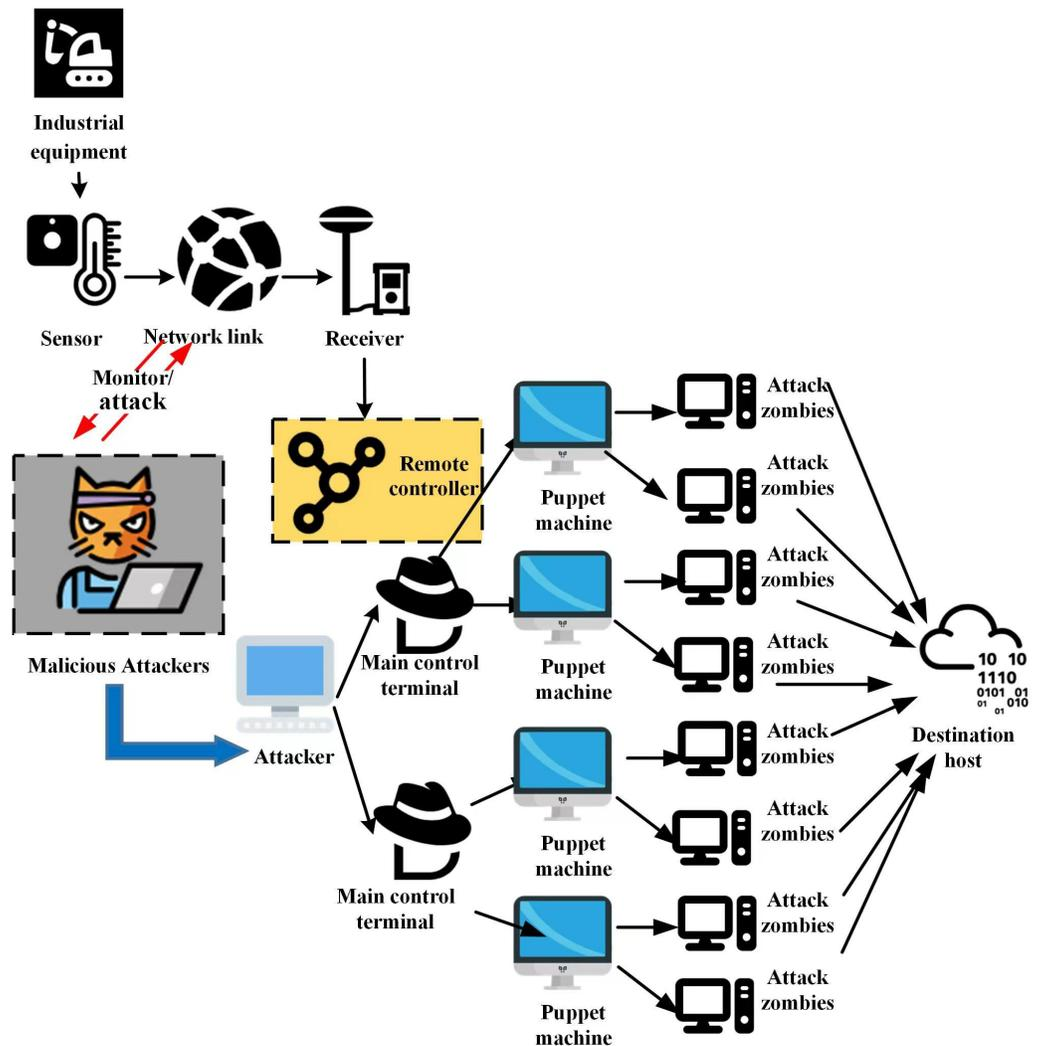 Industrial
equipment
Sensor
Network link
Receiver
Monitor/
attack
Remote
controller
Malicious Attackers
Attacker
Main control
terminal
Main control
terminal
Puppet
machine
Puppet
machine
Puppet
machine
Puppet
machine
Attack
zombies
Attack
zombies
Attack
zombies
Attack
zombies
Attack
zombies
Attack
zombies
Attack
zombies
Attack
zombies
10 10
1110
0101 01
01 010
01
Destination
host